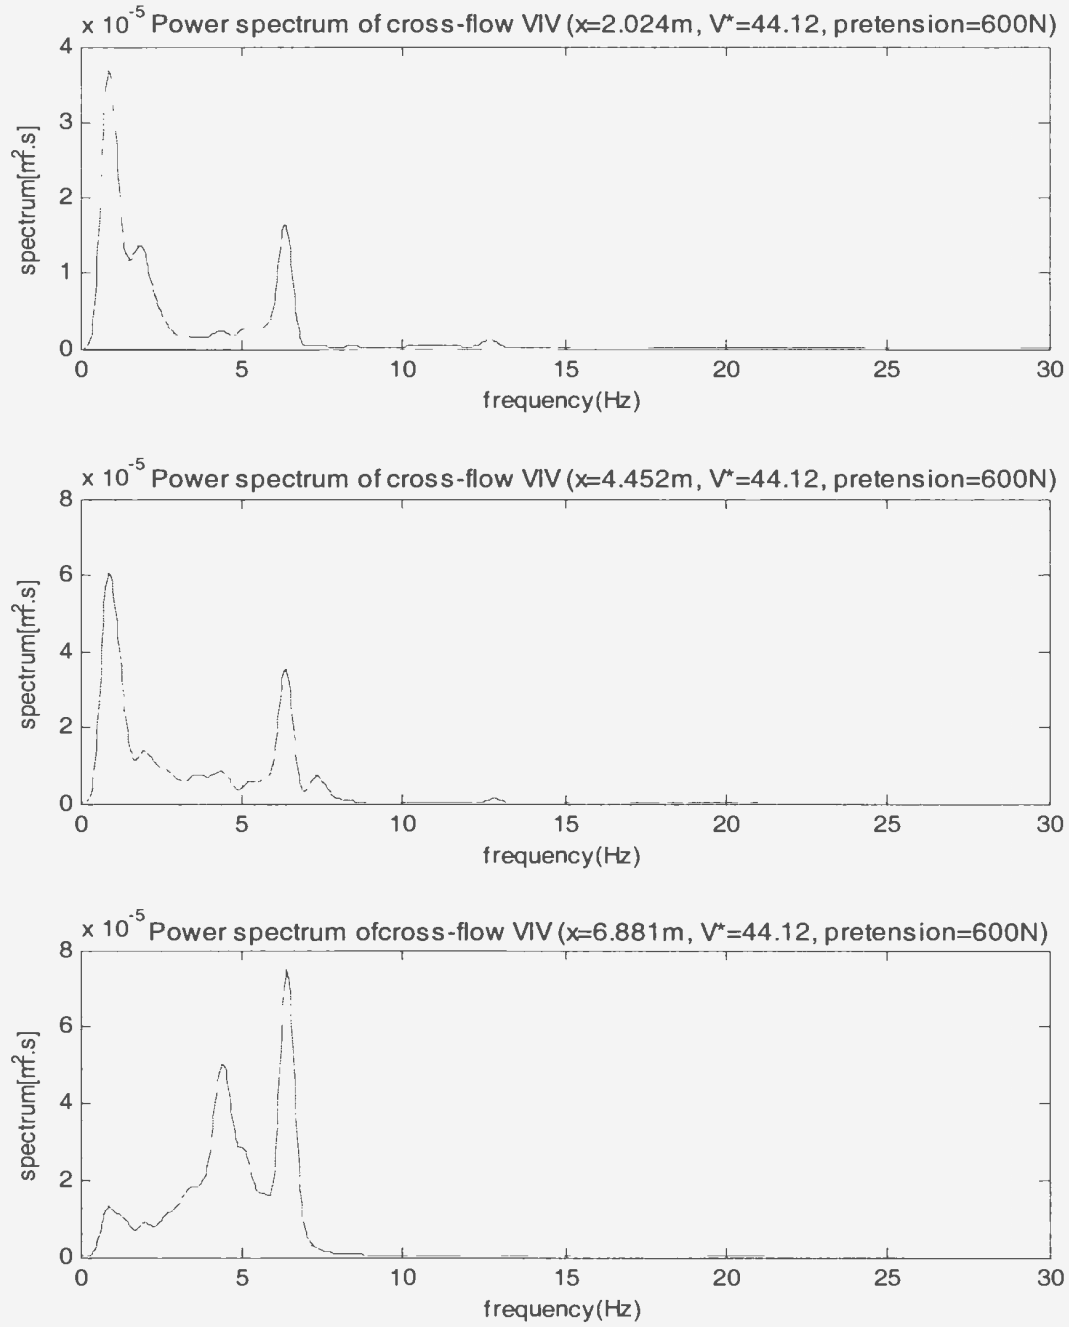 x 10-5 Power spectrum of cross-flow VIV (x=2.024m, V*=44.12, pretension=600N)
4
3
2
1
0
spectrum[m2.s]
0 5 10 15 20 25 30
frequency(Hz)
x 10-5 Power spectrum of cross-flow VIV (x=4.452m, V*=44.12, pretension=600N)
8
6
4
2
0
spectrum[m2.s]
0 5 10 15 20 25 30
frequency(Hz)
x 10-5 Power spectrum ofcross-flow VIV (x=6.881m, V*=44.12, pretension=600N)
8
6
4
2
0
spectrum[m2.s]
0 5 10 15 20 25 30
frequency(Hz)